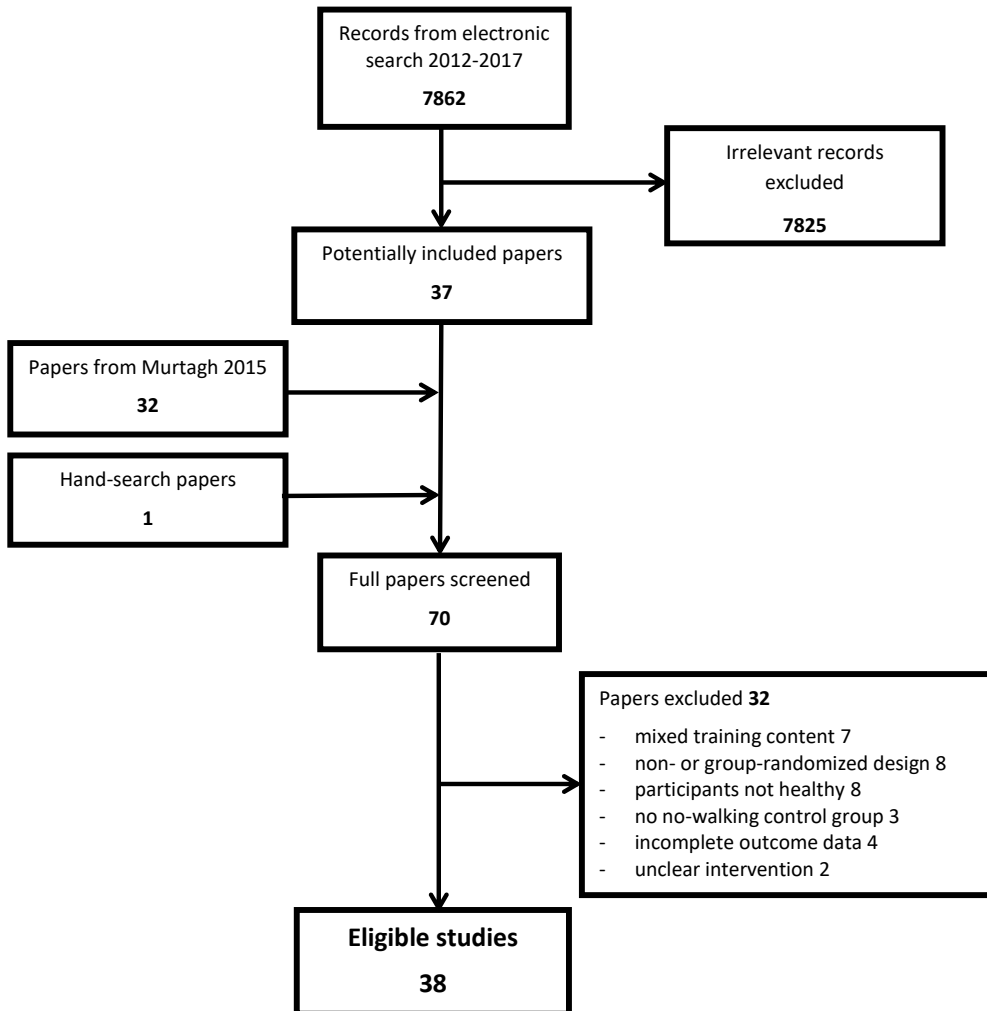 Records from electronic
search 2012-2017
7862
Irrelevant records
excluded
7825
Potentially included papers
37
Papers from Murtagh 2015
32
Hand-search papers
1
Full papers screened
70
Papers excluded 32
- mixed training content 7
- non- or group-randomized design 8
- participants not healthy 8
- no no-walking control group 3
- incomplete outcome data 4
- unclear intervention 2
Eligible studies
38